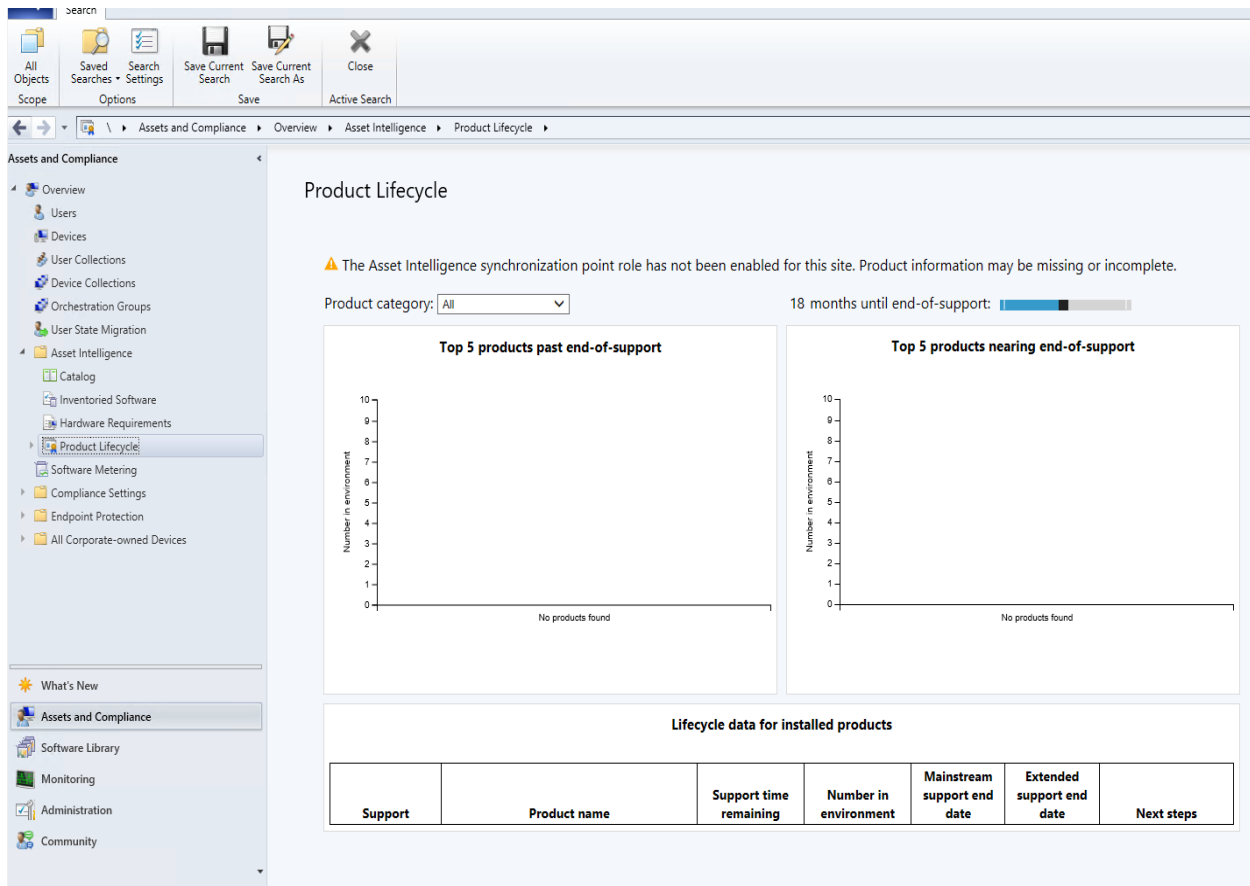 Search
All
Objects
Saved
Searches
Search
Settings
Save Current
Search
Save Current
Search As
Close
Scope
Options
Save
Active Search
\ Assets and Compliance Overview Asset Intelligence Product Lifecycle
Assets and Compliance
Overview
Users
Devices
User Collections
Device Collections
Orchestration Groups
User State Migration
Asset Intelligence
Catalog
Inventoried Software
Hardware Requirements
Product Lifecycle
Software Metering
Compliance Settings
Endpoint Protection
All Corporate-owned Devices
What's New
Assets and Compliance
Software Library
Monitoring
Administration
Community
Product Lifecycle
The Asset Intelligence synchronization point role has not been enabled for this site. Product information may be missing or incomplete.
Product category: All
18 months until end-of-support:
Top 5 products past end-of-support
Number in environment
10
9
8
7
6
5
4
3
2
1
0
No products found
Top 5 products nearing end-of-support
Number in environment
10
9
8
7
6
5
4
3
2
1
0
No products found
Lifecycle data for installed products
Support
Product name
Support time
remaining
Number in
environment
Mainstream
support end
date
Extended
support end
date
Next steps